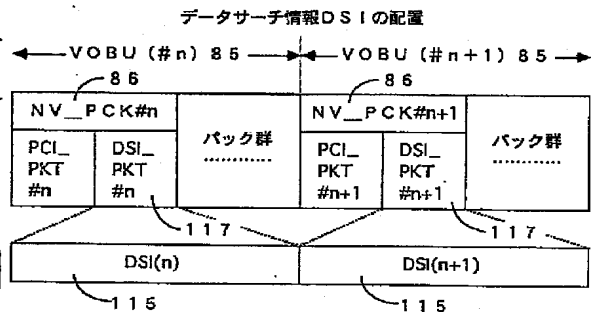 データサーチ情報DSIの配置
VOBU (#n) 85
VOBU (#n+1) 85
86
86
NV_PCK#n
NV_PCK#n+1
PCI_
PKT
#n
DSI_
PKT
#n
パック群
………
PCI_
PKT
#n+1
DSI_
PKT
#n+1
パック群
………
117
117
DSI(n)
DSI(n+1)
115
115